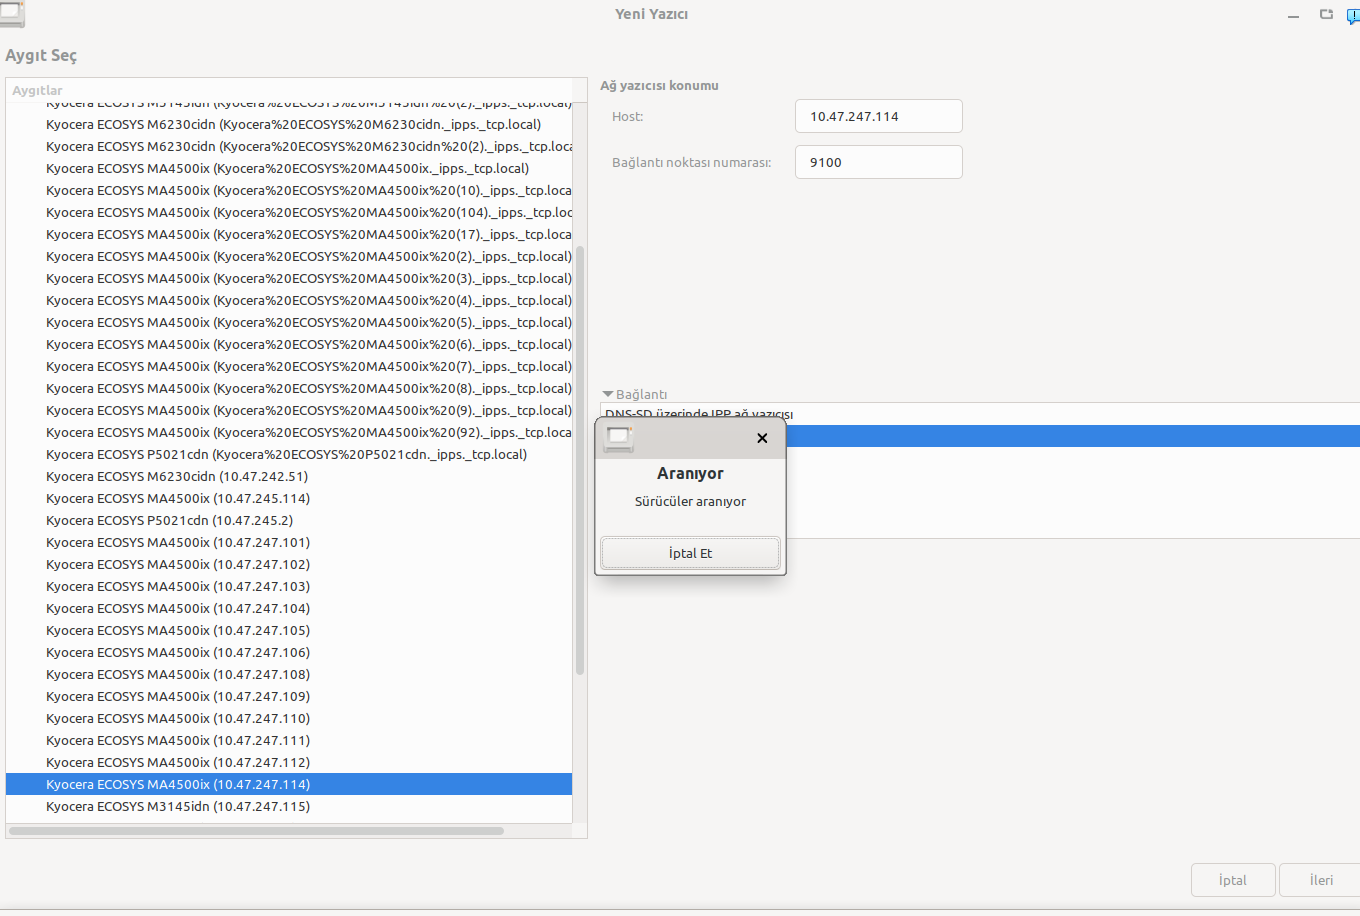 Yeni Yazıcı
Aygıt Seç
Aygıtlar
Kyocera ECOSYS M3145idn (Kyocera%20ECOSYS%20M3145idn%20(2)._ipps._tcp.local)
Kyocera ECOSYS M6230cidn (Kyocera%20ECOSYS%20M6230cidn._ipps._tcp.local)
Kyocera ECOSYS M6230cidn (Kyocera%20ECOSYS%20M6230cidn%20(2)._ipps._tcp.loca
Kyocera ECOSYS MA4500ix (Kyocera%20ECOSYS%20MA4500ix._ipps._tcp.local)
Kyocera ECOSYS MA4500ix (Kyocera%20ECOSYS%20MA4500ix%20(10)._ipps._tcp.loca
Kyocera ECOSYS MA4500ix (Kyocera%20ECOSYS%20MA4500ix%20(104)._ipps._tcp.loc
Kyocera ECOSYS MA4500ix (Kyocera%20ECOSYS%20MA4500ix%20(17)._ipps._tcp.loca
Kyocera ECOSYS MA4500ix (Kyocera%20ECOSYS%20MA4500ix%20(2)._ipps._tcp.local)
Kyocera ECOSYS MA4500ix (Kyocera%20ECOSYS%20MA4500ix%20(3)._ipps._tcp.local)
Kyocera ECOSYS MA4500ix (Kyocera%20ECOSYS%20MA4500ix%20(4)._ipps._tcp.local)
Kyocera ECOSYS MA4500ix (Kyocera%20ECOSYS%20MA4500ix%20(5)._ipps._tcp.local)
Kyocera ECOSYS MA4500ix (Kyocera%20ECOSYS%20MA4500ix%20(6)._ipps._tcp.local)
Kyocera ECOSYS MA4500ix (Kyocera%20ECOSYS%20MA4500ix%20(7)._ipps._tcp.local)
Kyocera ECOSYS MA4500ix (Kyocera%20ECOSYS%20MA4500ix%20(8)._ipps._tcp.local)
Kyocera ECOSYS MA4500ix (Kyocera%20ECOSYS%20MA4500ix%20(9)._ipps._tcp.local)
Kyocera ECOSYS MA4500ix (Kyocera%20ECOSYS%20MA4500ix%20(92)._ipps._tcp.loca
Kyocera ECOSYS P5021cdn (Kyocera%20ECOSYS%20P5021cdn._ipps._tcp.local)
Kyocera ECOSYS M6230cidn (10.47.242.51)
Kyocera ECOSYS MA4500ix (10.47.245.114)
Kyocera ECOSYS P5021cdn (10.47.245.2)
Kyocera ECOSYS MA4500ix (10.47.247.101)
Kyocera ECOSYS MA4500ix (10.47.247.102)
Kyocera ECOSYS MA4500ix (10.47.247.103)
Kyocera ECOSYS MA4500ix (10.47.247.104)
Kyocera ECOSYS MA4500ix (10.47.247.105)
Kyocera ECOSYS MA4500ix (10.47.247.106)
Kyocera ECOSYS MA4500ix (10.47.247.108)
Kyocera ECOSYS MA4500ix (10.47.247.109)
Kyocera ECOSYS MA4500ix (10.47.247.110)
Kyocera ECOSYS MA4500ix (10.47.247.111)
Kyocera ECOSYS MA4500ix (10.47.247.112)
Kyocera ECOSYS MA4500ix (10.47.247.114)
Kyocera ECOSYS M3145idn (10.47.247.115)
Ağ yazıcısı konumu
Host: 10.47.247.114
Bağlantı noktası numarası: 9100
Bağlantı
DNS-SD üzerinde IPP ağ yazıcısı
Aranıyor
Sürücüler aranıyor
İptal Et
İptal İleri